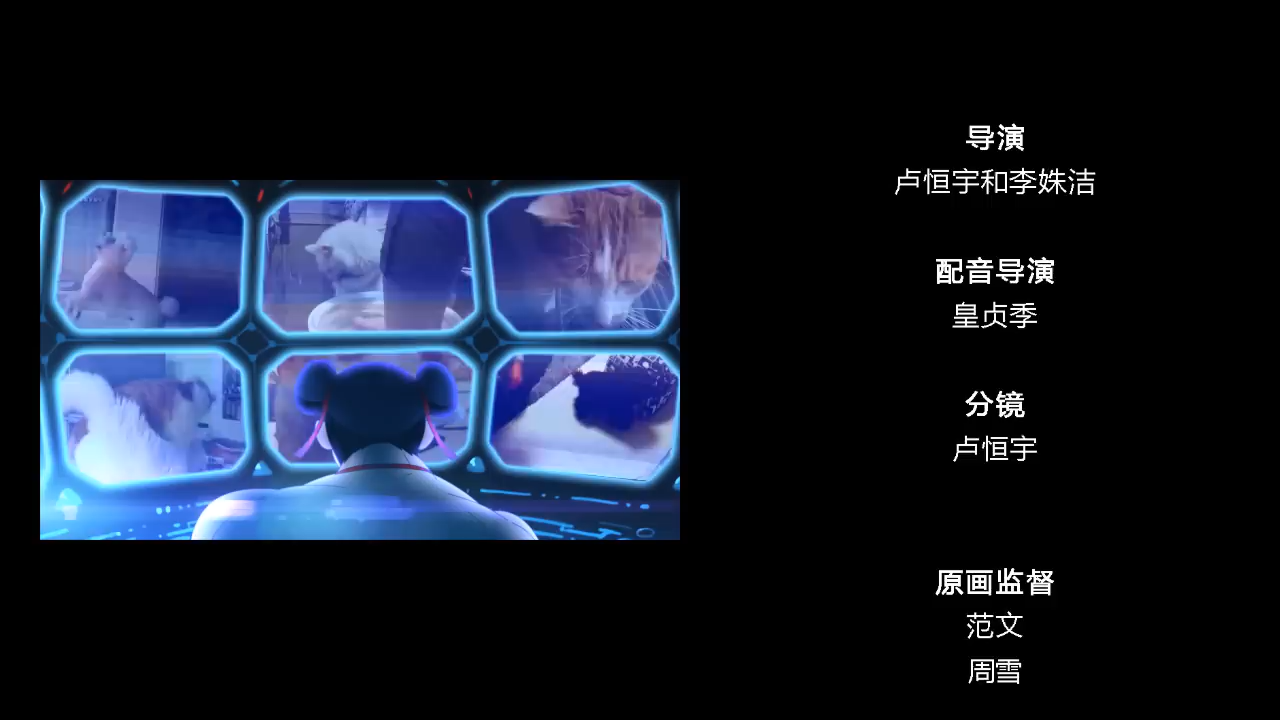 导演
卢恒宇和李姝洁
配音导演
皇贞季
分镜
卢恒宇
原画监督
范文
周雪